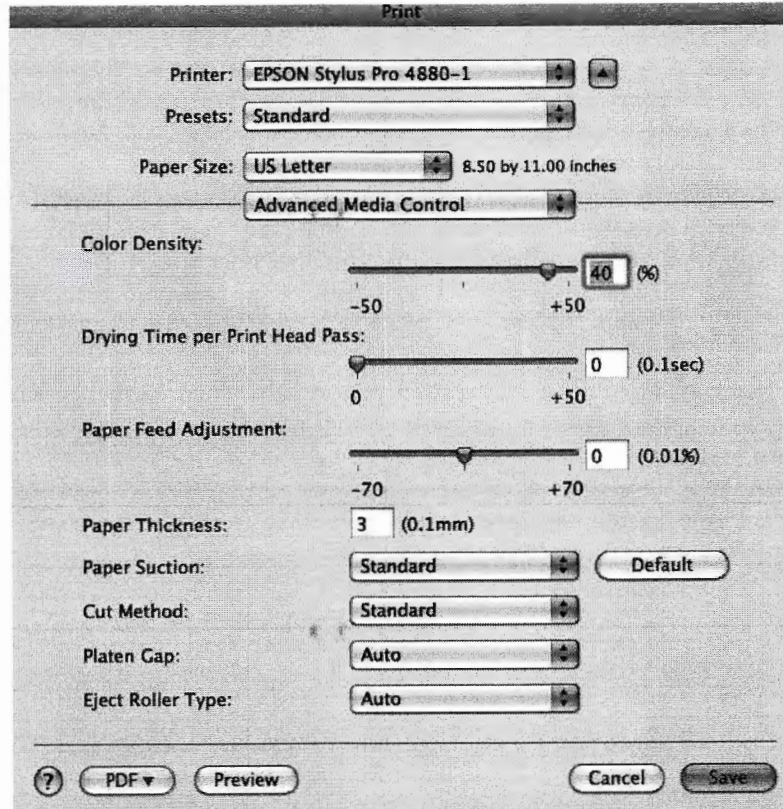 Print
Printer: EPSON Stylus Pro 4880-1
Presets: Standard
Paper Size: US Letter 8.50 by 11.00 inches
Advanced Media Control
Color Density:
40 (%)
-50 +50
Drying Time per Print Head Pass:
0 (0.1sec)
0 +50
Paper Feed Adjustment:
0 (0.01%)
-70 +70
Paper Thickness: 3 (0.1mm)
Paper Suction: Standard Default
Cut Method: Standard
Platen Gap: Auto
Eject Roller Type: Auto
? PDF ▾ Preview Cancel Save